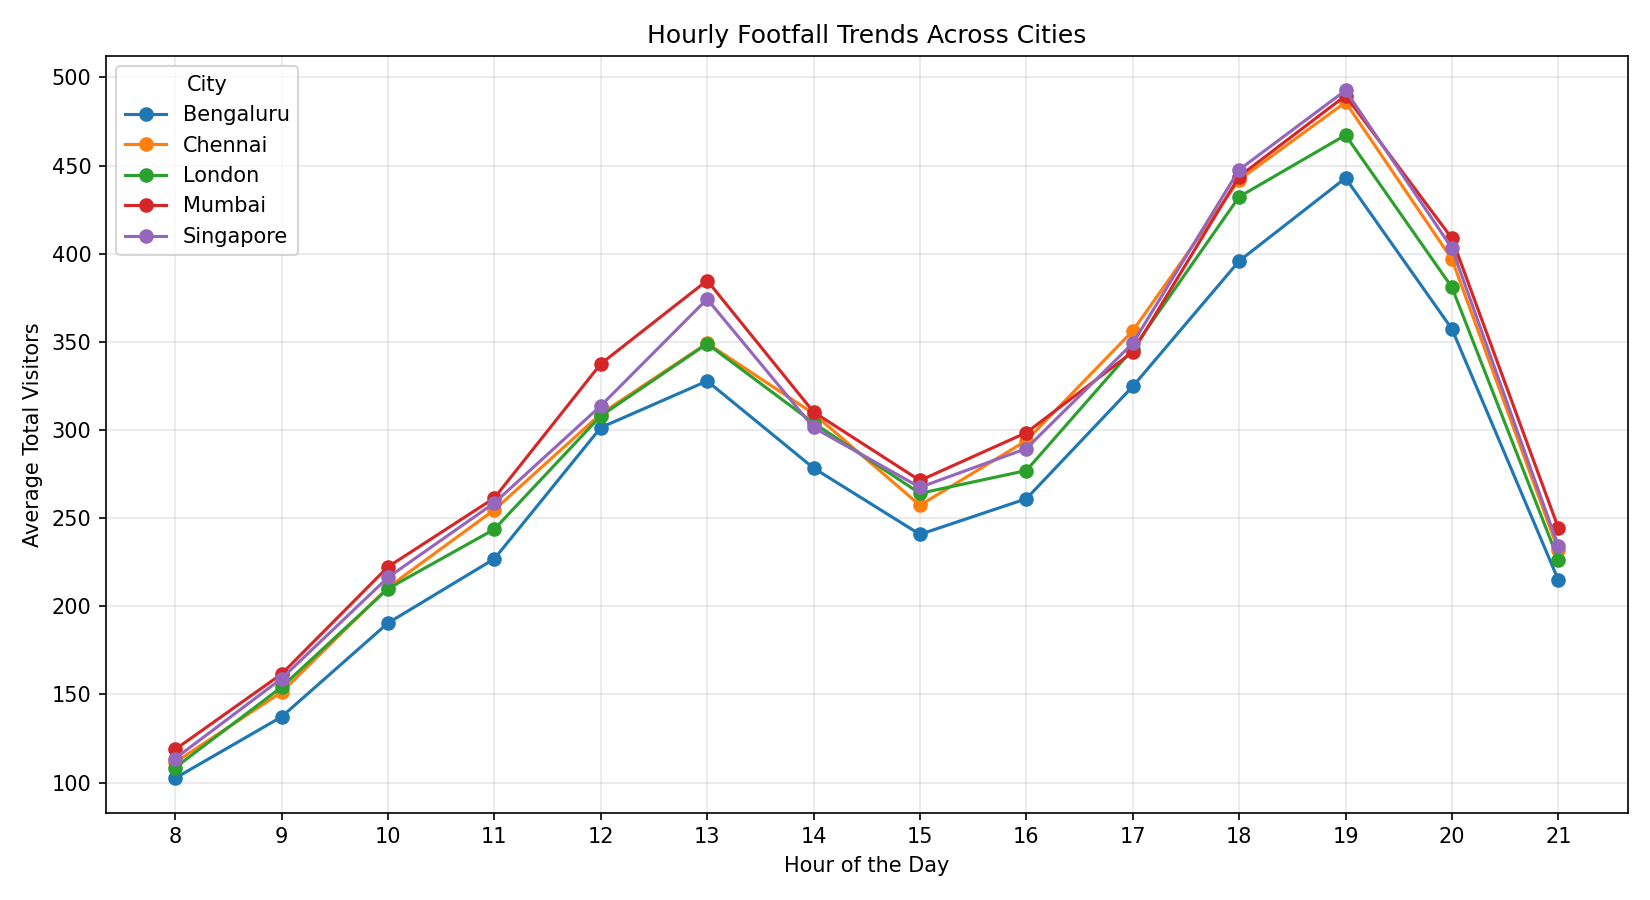 Hourly Footfall Trends Across Cities
City
Bengaluru
Chennai
London
Mumbai
Singapore
Average Total Visitors
500
450
400
350
300
250
200
150
100
8 9 10 11 12 13 14 15 16 17 18 19 20 21
Hour of the Day